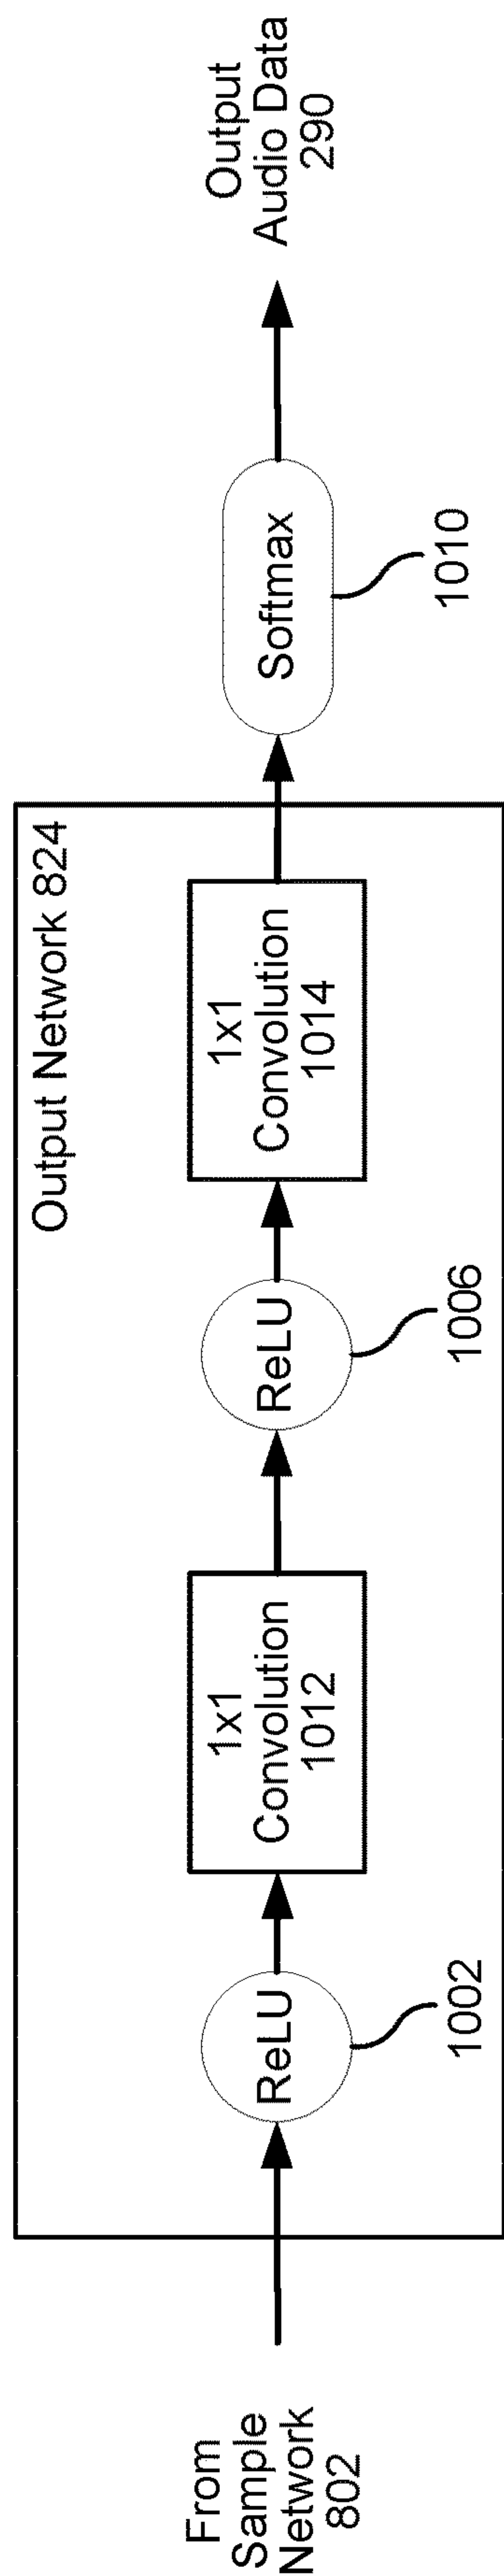 Output Network 824
From
Sample
Network
802
ReLU
1002
1x1
Convolution
1012
ReLU
1006
1x1
Convolution
1014
Softmax
1010
Output
Audio Data
290